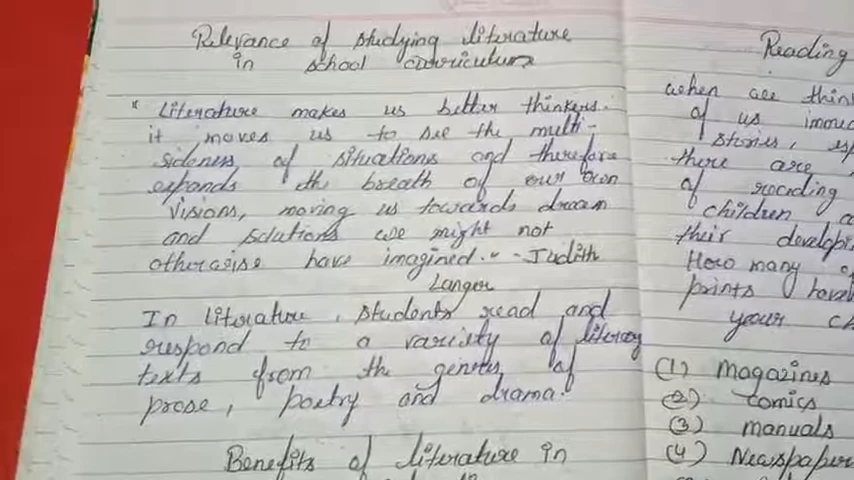 Relevance of studying literature
in school curriculum
" Literature makes us better thinkers.
it moves us to see the multi-
sidenes of situations and therefore
expands the breath of our own
visions, moving us towards dream
and solutions we might not
otherwise have imagined." - Judith
Langer
In literature, students read and
respond to a variety of literary
texts from the genres of
prose, poetry and drama.
Benefits of literature in
Reading
when are thin
of us
stories,
there are
of reading
children
their develop
How many
prints have
your
(1) Magazines
(2) comics
(3) manuals
(4) Newspaper